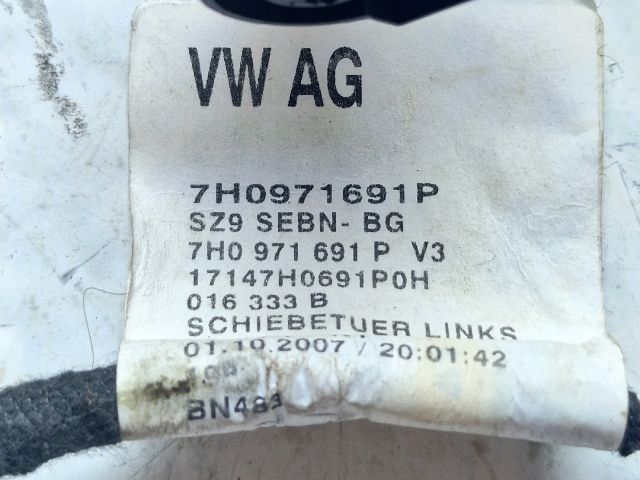 VW AG
7H0971691P
SZ9 SEBN- BG
7H0 971 691 P V3
17147H0691P0H
016 333 B
SCHIEBETUER LINKS
01.10.2007 / 20:01:42
BN483